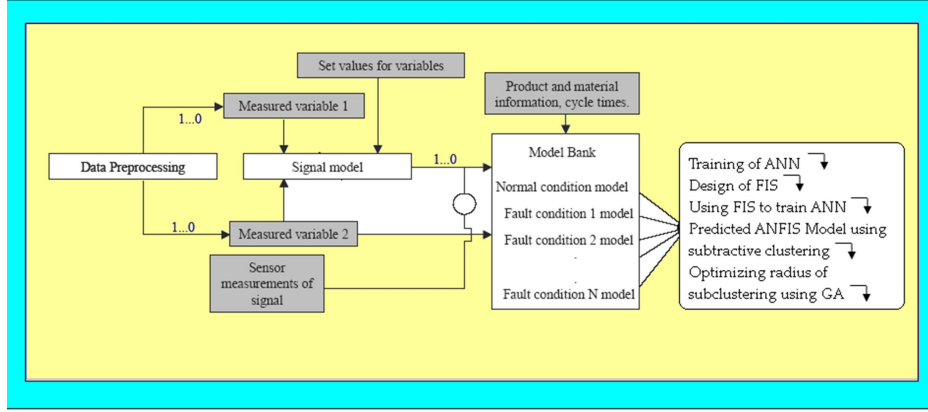 Set values for variables
Product and material
information, cycle times.
Measured variable 1
1...0
Data Preprocessing
Signal model
1...0
Model Bank
Normal condition model
Fault condition 1 model
Fault condition 2 model
.
Fault condition N model
1...0
Measured variable 2
Sensor
measurements of
signal
Training of ANN
Design of FIS
Using FIS to train ANN
Predicted ANFIS Model using
subtractive clustering
Optimizing radius of
subclustering using GA